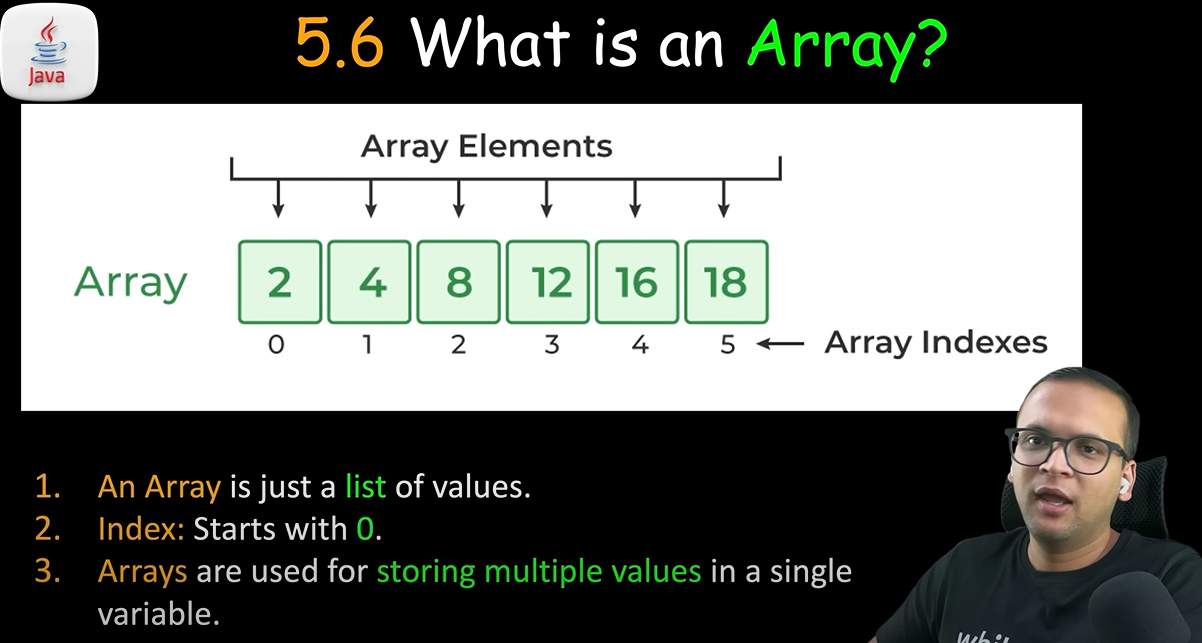 Java
5.6 What is an Array?
Array Elements
Array
2 4 8 12 16 18
0 1 2 3 4 5
Array Indexes
1. An Array is just a list of values.
2. Index: Starts with 0.
3. Arrays are used for storing multiple values in a single
variable.